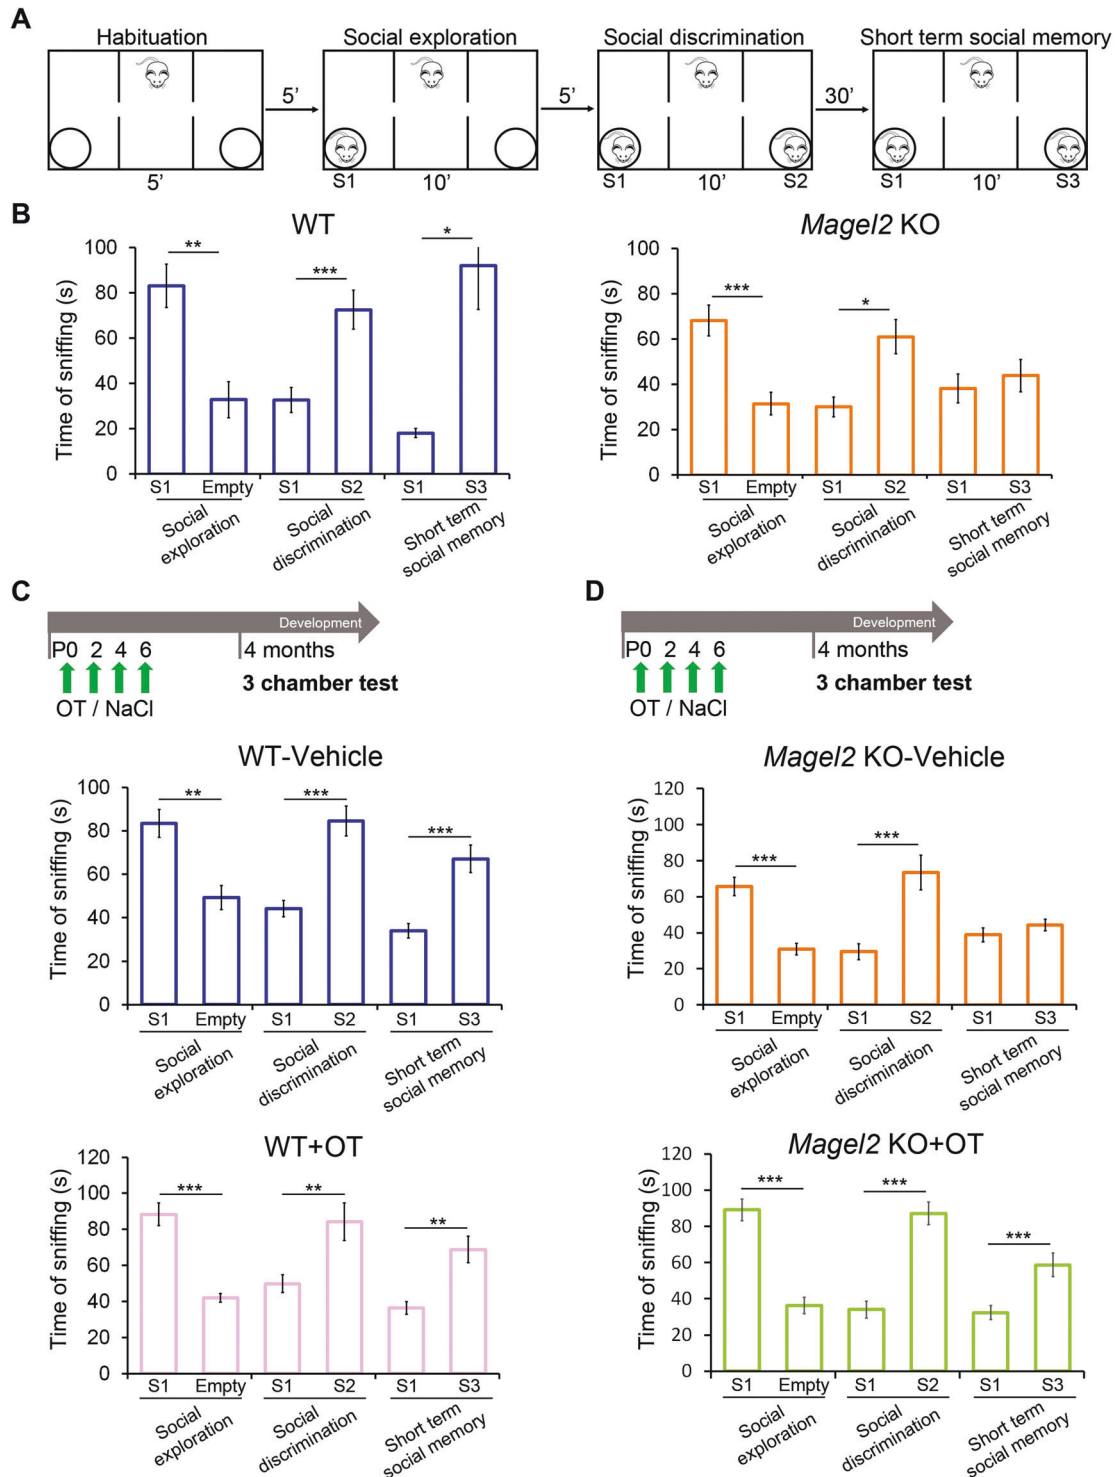 A
Habituation
Social exploration
Social discrimination
Short term social memory
5’
5’
30’
S1
S1
S2
S1
S3
5’
10’
10’
10’
B
WT
Time of sniffing (s)
100
80
60
40
20
0
**
***
*
S1 Empty S1 S2 S1 S3
Social
exploration
Social
discrimination
Short term
social memory
Magel2 KO
Time of sniffing (s)
100
80
60
40
20
0
***
*
S1 Empty S1 S2 S1 S3
Social
exploration
Social
discrimination
Short term
social memory
C
Development
P0 2 4 6
4 months
OT / NaCl
3 chamber test
WT-Vehicle
Time of sniffing (s)
100
80
60
40
20
0
**
***
***
S1 Empty S1 S2 S1 S3
Social
exploration
Social
discrimination
Short term
social memory
WT+OT
Time of sniffing (s)
120
100
80
60
40
20
0
***
**
**
S1 Empty S1 S2 S1 S3
Social
exploration
Social
discrimination
Short term
social memory
D
Development
P0 2 4 6
4 months
OT / NaCl
3 chamber test
Magel2 KO-Vehicle
Time of sniffing (s)
120
100
80
60
40
20
0
***
***
S1 Empty S1 S2 S1 S3
Social
exploration
Social
discrimination
Short term
social memory
Magel2 KO+OT
Time of sniffing (s)
120
100
80
60
40
20
0
***
***
***
S1 Empty S1 S2 S1 S3
Social
exploration
Social
discrimination
Short term
social memory